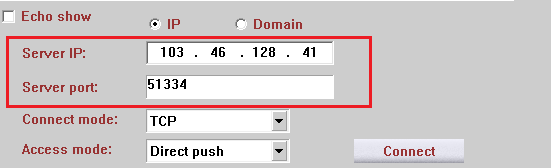 Echo show IP Domain
Server IP: 103 . 46 . 128 . 41
Server port: 51334
Connect mode: TCP
Access mode: Direct push Connect